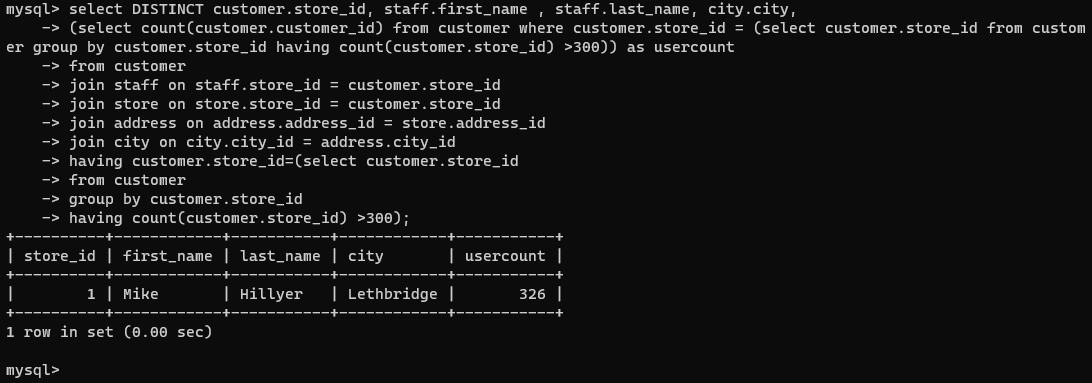 mysql> select DISTINCT customer.store_id, staff.first_name , staff.last_name, city.city,
    -> (select count(customer.customer_id) from customer where customer.store_id = (select customer.store_id from custom
er group by customer.store_id having count(customer.store_id) >300)) as usercount
    -> from customer
    -> join staff on staff.store_id = customer.store_id
    -> join store on store.store_id = customer.store_id
    -> join address on address.address_id = store.address_id
    -> join city on city.city_id = address.city_id
    -> having customer.store_id=(select customer.store_id
    -> from customer
    -> group by customer.store_id
    -> having count(customer.store_id) >300);
+----------+------------+-----------+------------+-----------+
| store_id | first_name | last_name | city       | usercount |
+----------+------------+-----------+------------+-----------+
|        1 | Mike       | Hillyer   | Lethbridge |       326 |
+----------+------------+-----------+------------+-----------+
1 row in set (0.00 sec)

mysql>